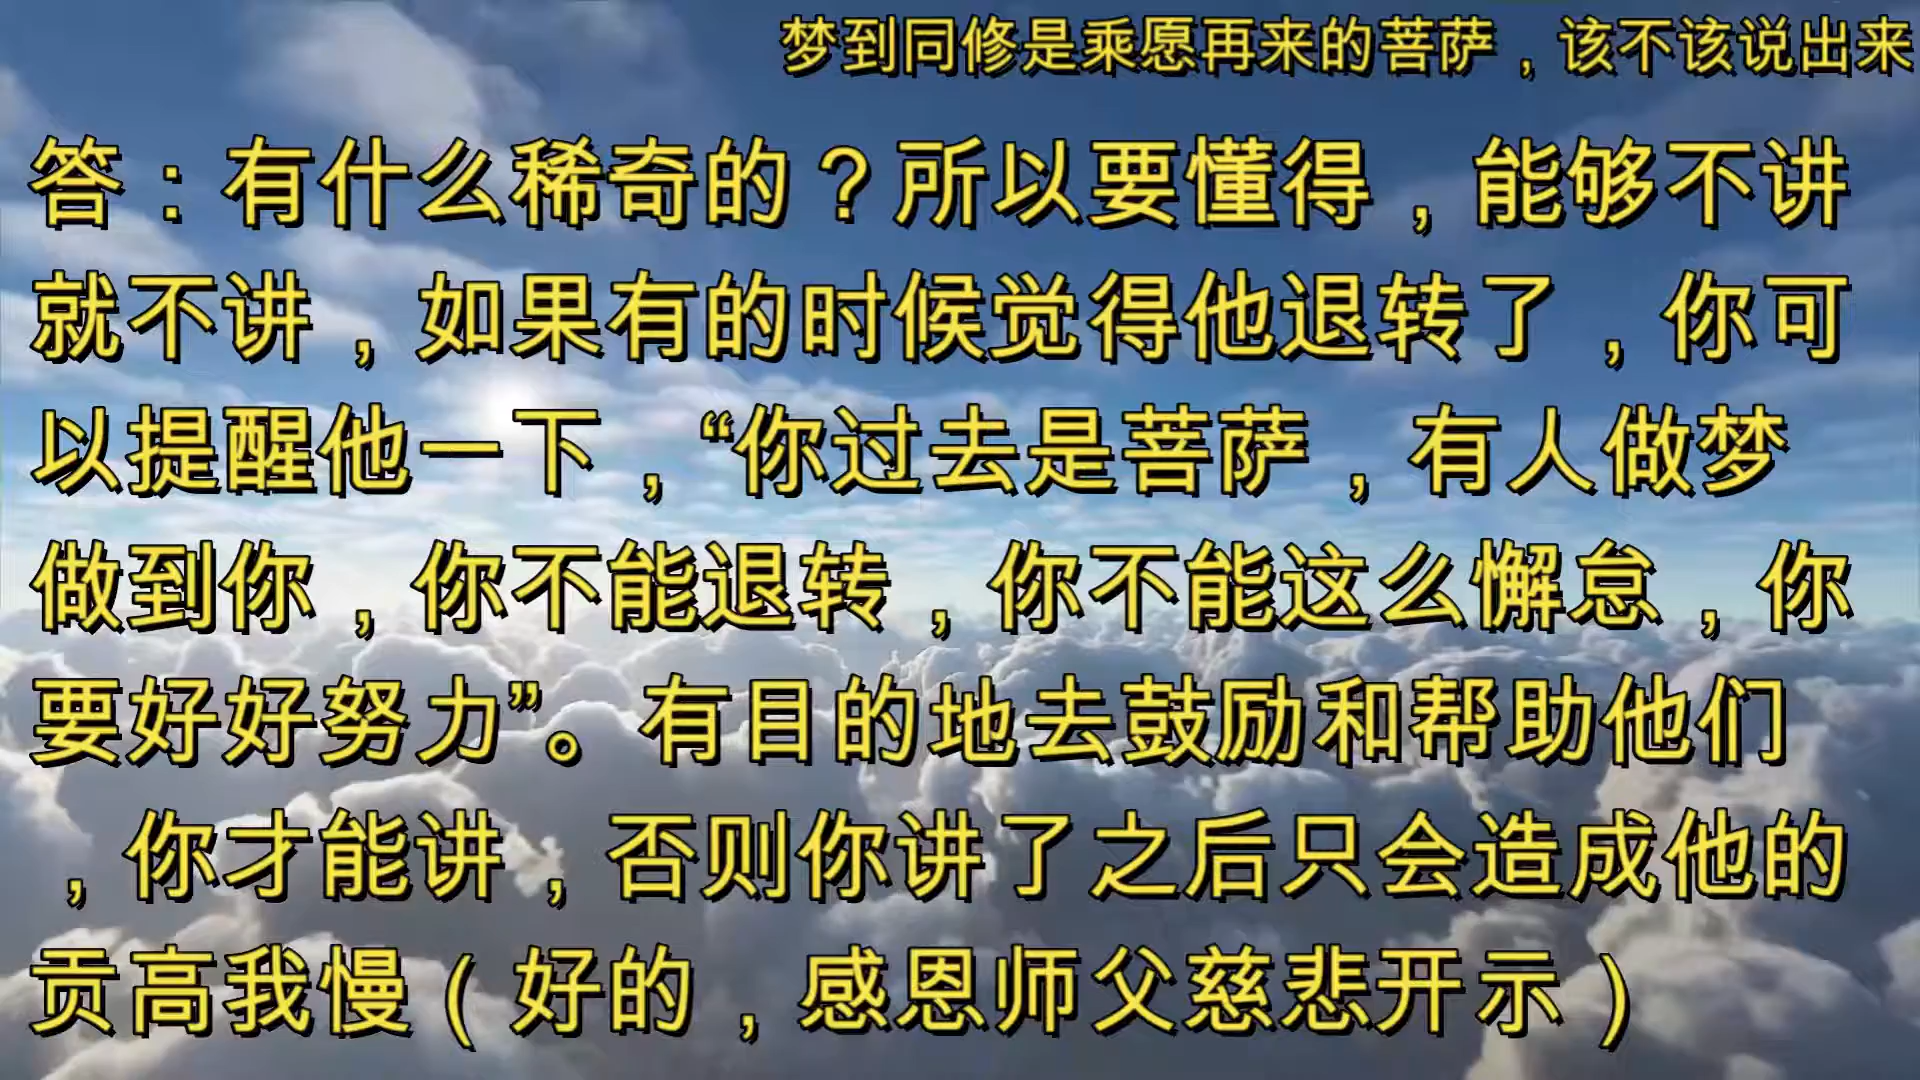 梦到同修是乘愿再来的菩萨，该不该说出来
答：有什么稀奇的？所以要懂得，能够不讲
就不讲，如果有的时候觉得他退转了，你可
以提醒他一下，“你过去是菩萨，有人做梦
做到你，你不能退转，你不能这么懈怠，你
要好好努力”。有目的地去鼓励和帮助他们
，你才能讲，否则你讲了之后只会造成他的
贡高我慢（好的，感恩师父慈悲开示）